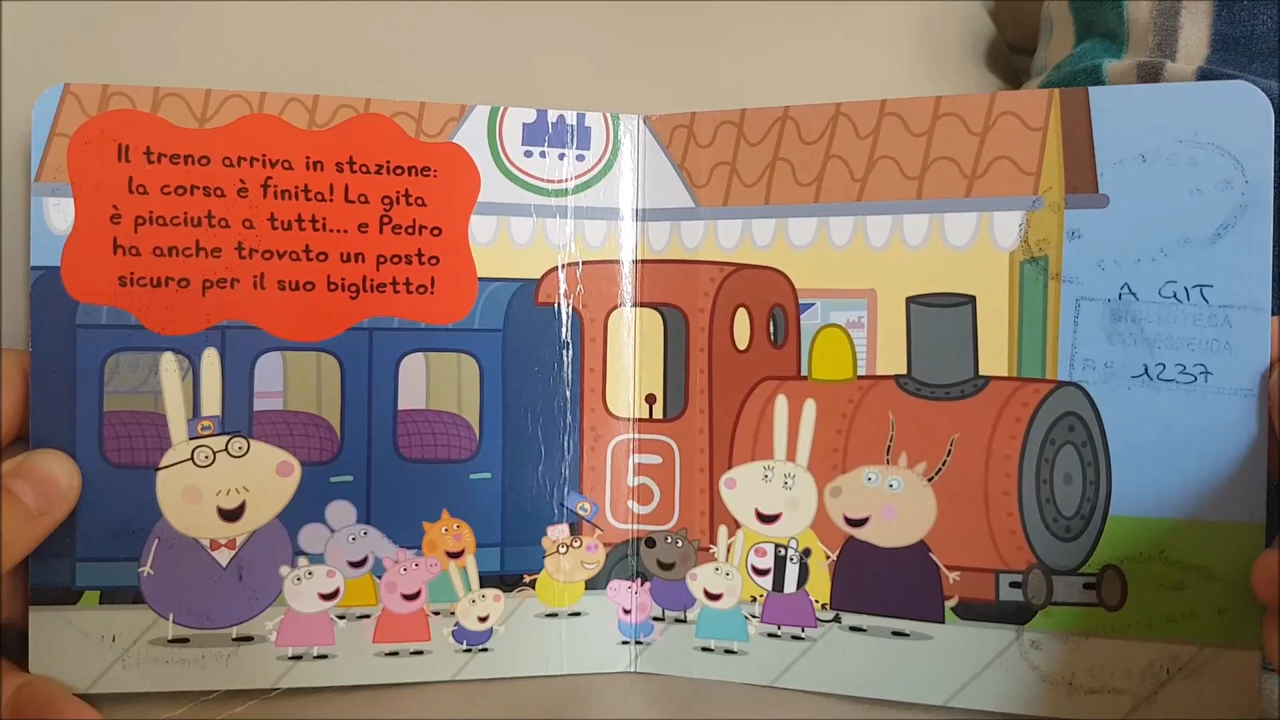 Il treno arriva in stazione:
la corsa è finita! La gita
è piaciuta a tutti... e Pedro
ha anche trovato un posto
sicuro per il suo biglietto!
5
A GIT
BIBLIOTECA
1237